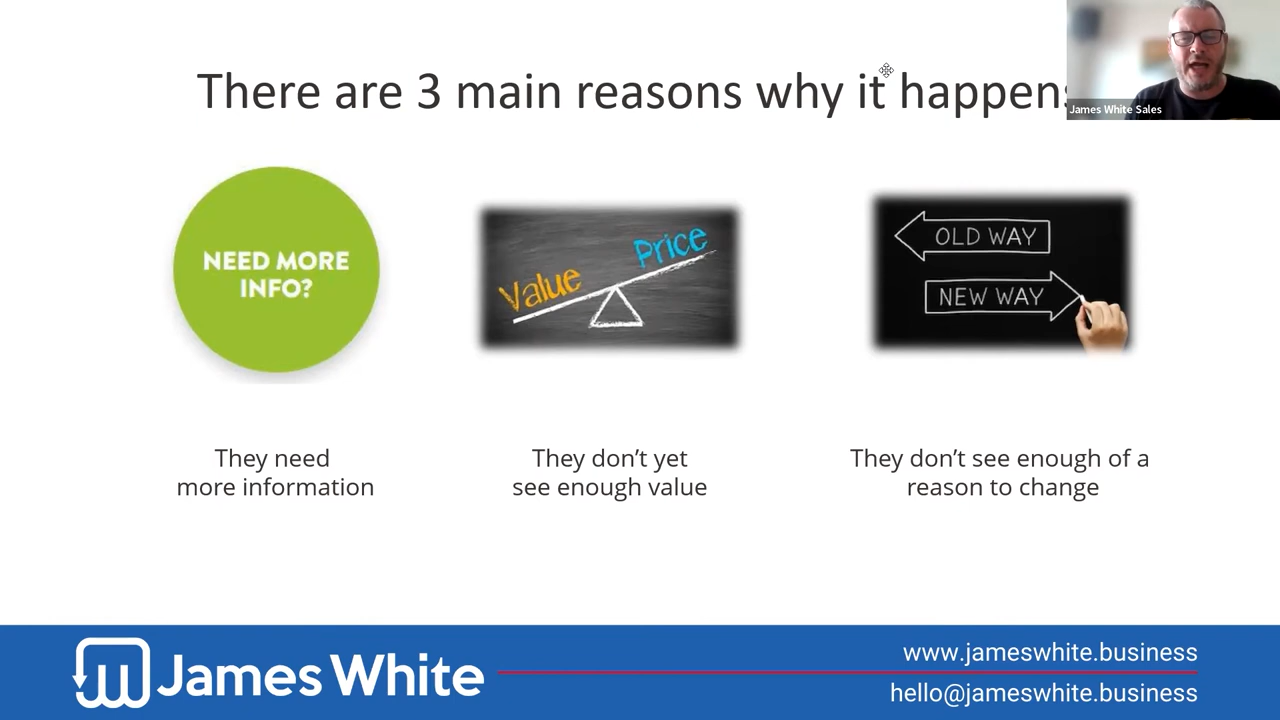 There are 3 main reasons why it happens
James White Sales
NEED MORE
INFO?
Value
Price
OLD WAY
NEW WAY
They need
more information
They don’t yet
see enough value
They don’t see enough of a
reason to change
James White
www.jameswhite.business
hello@jameswhite.business